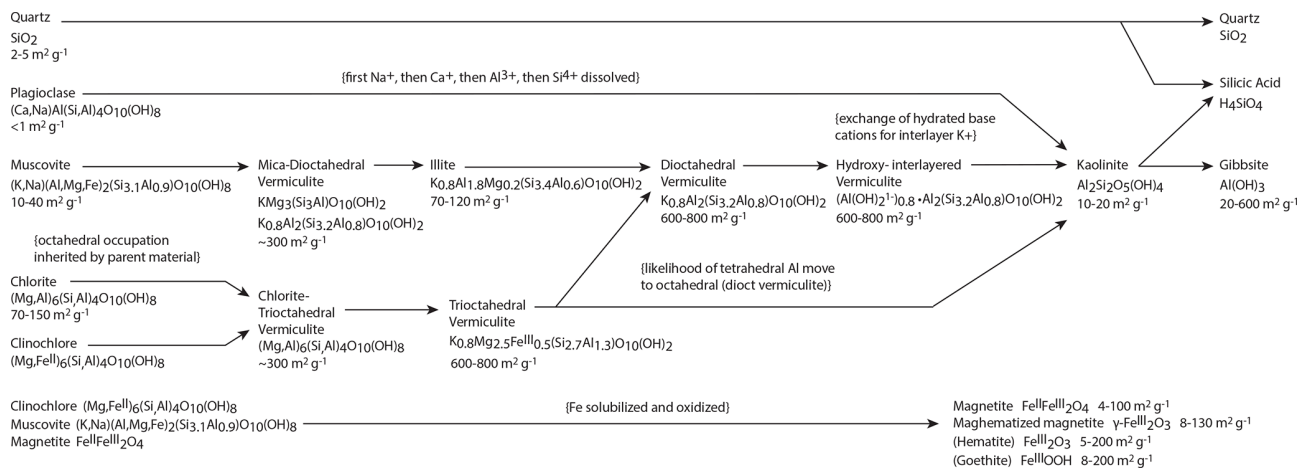 Quartz
SiO2
2-5 m2 g-1
Quartz
SiO2
{first Na+, then Ca+, then Al3+, then Si4+ dissolved}
Silicic Acid
H4SiO4
Plagioclase
(Ca,Na)Al(Si,Al)4O10(OH)8
<1 m2 g-1
{exchange of hydrated base
cations for interlayer K+}
Muscovite
(K,Na)(Al,Mg,Fe)2(Si3.1Al0.9)O10(OH)8
10-40 m2 g-1
Mica-Dioctahedral
Vermiculite
KMg3(Si3Al)O10(OH)2
K0.8Al2(Si3.2Al0.8)O10(OH)2
~300 m2 g-1
Illite
K0.8Al1.8Mg0.2(Si3.4Al0.6)O10(OH)2
70-120 m2 g-1
Dioctahedral
Vermiculite
K0.8Al2(Si3.2Al0.8)O10(OH)2
600-800 m2 g-1
Hydroxy- interlayered
Vermiculite
(Al(OH)21-)0.8 •Al2(Si3.2Al0.8)O10(OH)2
600-800 m2 g-1
Kaolinite
Al2Si2O5(OH)4
10-20 m2 g-1
Gibbsite
Al(OH)3
20-600 m2 g-1
{octahedral occupation
inherited by parent material}
{likelihood of tetrahedral Al move
to octahedral (dioct vermiculite)}
Chlorite
(Mg,Al)6(Si,Al)4O10(OH)8
70-150 m2 g-1
Clinochlore
(Mg,FeII)6(Si,Al)4O10(OH)8
Chlorite-
Trioctahedral
Vermiculite
(Mg,Al)6(Si,Al)4O10(OH)8
~300 m2 g-1
Trioctahedral
Vermiculite
K0.8Mg2.5FeIII0.5(Si2.7Al1.3)O10(OH)2
600-800 m2 g-1
Clinochlore (Mg,FeII)6(Si,Al)4O10(OH)8
Muscovite (K,Na)(Al,Mg,Fe)2(Si3.1Al0.9)O10(OH)8
Magnetite FeIIFeIII2O4
{Fe solubilized and oxidized}
Magnetite FeIIFeIII2O4 4-100 m2 g-1
Maghematized magnetite γ-FeIII2O3 8-130 m2 g-1
(Hematite) FeIII2O3 5-200 m2 g-1
(Goethite) FeIIIOOH 8-200 m2 g-1